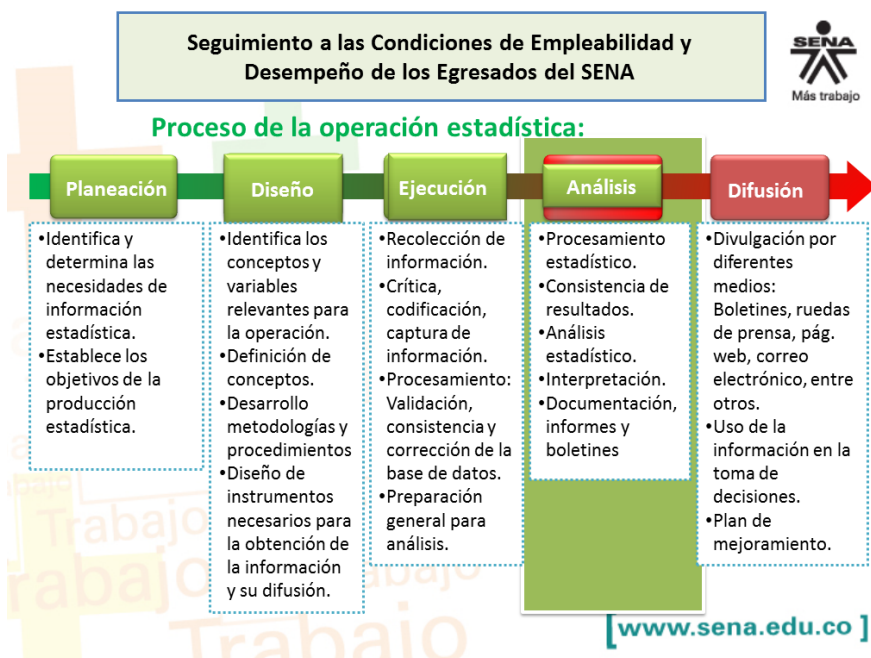 Seguimiento a las Condiciones de Empleabilidad y
Desempeño de los Egresados del SENA
SENA
Más trabajo
Proceso de la operación estadística:
Planeación
•Identifica y
determina las
necesidades de
información
estadística.
•Establece los
objetivos de la
producción
estadística.
Diseño
•Identifica los
conceptos y
variables
relevantes para
la operación.
•Definición de
conceptos.
•Desarrollo
metodologías y
procedimientos
•Diseño de
instrumentos
necesarios para
la obtención de
la información
y su difusión.
Ejecución
•Recolección de
información.
•Crítica,
codificación,
captura de
información.
•Procesamiento:
Validación,
consistencia y
corrección de la
base de datos.
•Preparación
general para
análisis.
Análisis
•Procesamiento
estadístico.
•Consistencia de
resultados.
•Análisis
estadístico.
•Interpretación.
•Documentación,
informes y
boletines
Difusión
•Divulgación por
diferentes
medios:
Boletines, ruedas
de prensa, pág.
web, correo
electrónico, entre
otros.
•Uso de la
información en la
toma de
decisiones.
•Plan de
mejoramiento.
Trabajo
rabajo
abajo
Trabajo
[www.sena.edu.co ]